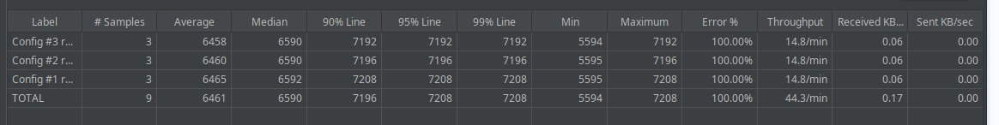 Label # Samples Average Median 90% Line 95% Line 99% Line Min Maximum Error % Throughput Received KB... Sent KB/sec
Config #3 r... 3 6458 6590 7192 7192 7192 5594 7192 100.00% 14.8/min 0.06 0.00
Config #2 r... 3 6460 6590 7196 7196 7196 5595 7196 100.00% 14.8/min 0.06 0.00
Config #1 r... 3 6465 6592 7208 7208 7208 5595 7208 100.00% 14.8/min 0.06 0.00
TOTAL 9 6461 6590 7196 7208 7208 5594 7208 100.00% 44.3/min 0.17 0.00